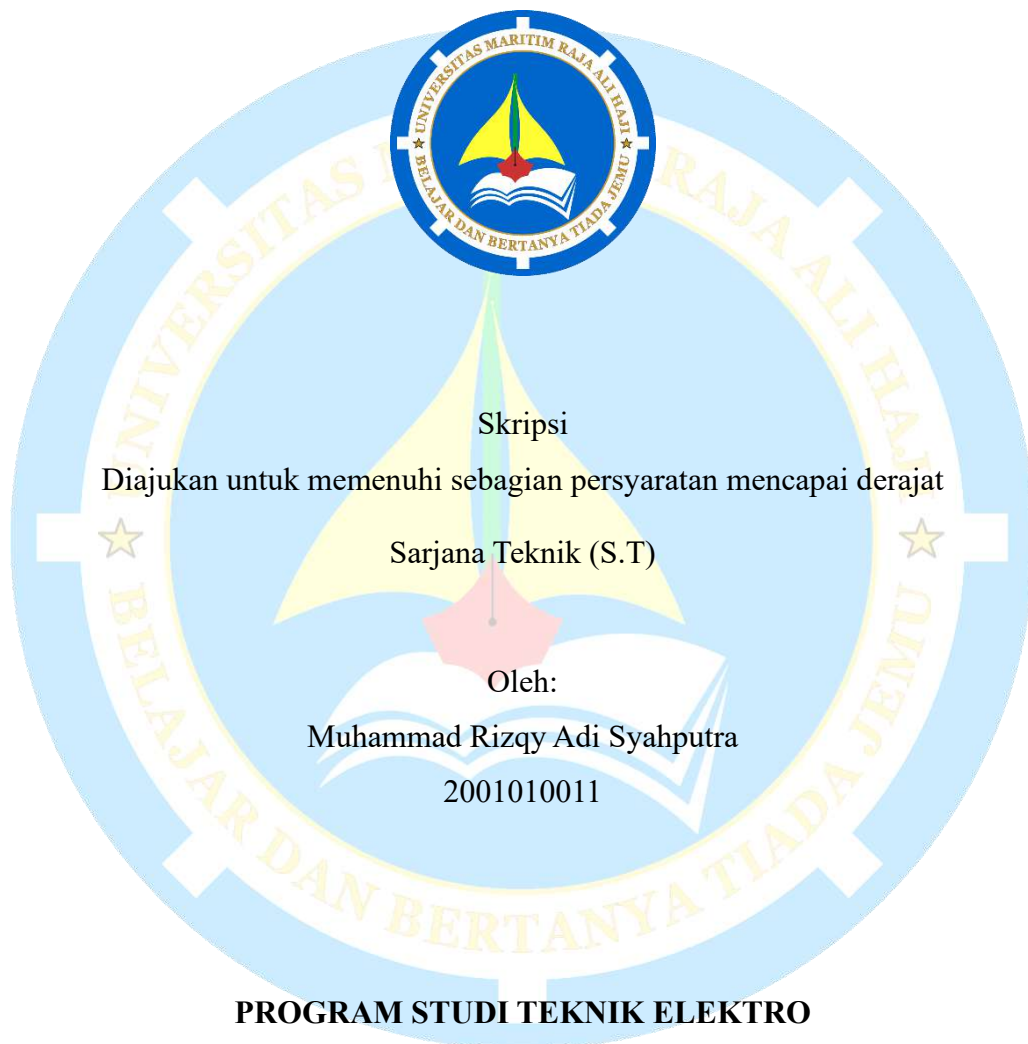 UNIVERSITAS MARITIM RAJA ALI HAJI
BELAJAR DAN BERTANYA TIADA JEMU
Skripsi
Diajukan untuk memenuhi sebagian persyaratan mencapai derajat
Sarjana Teknik (S.T)
Oleh:
Muhammad Rizqy Adi Syahputra
2001010011
PROGRAM STUDI TEKNIK ELEKTRO